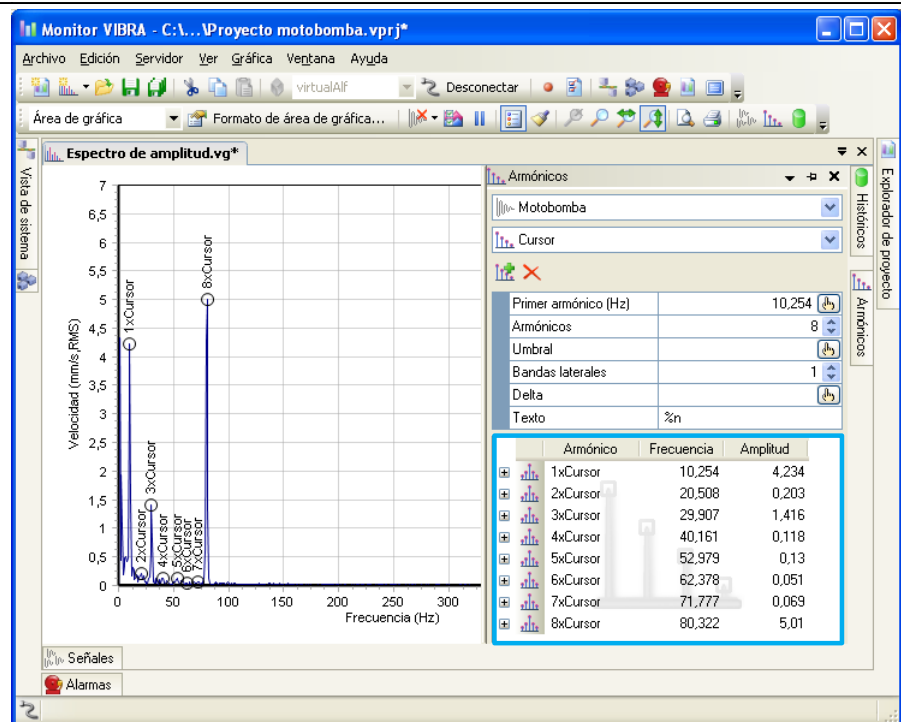 Monitor VIBRA - C:\...\Proyecto motobomba.vprj*
Archivo Edición Servidor Ver Gráfica Ventana Ayuda
virtualAlf Desconectar
Área de gráfica Formato de área de gráfica...
Vista de sistema
Espectro de amplitud.vg*
7
6,5
6
5,5
5
4,5
4
3,5
3
2,5
2
1,5
1
0,5
0
Velocidad (mm/s,RMS)
1xCursor
2xCursor
3xCursor
4xCursor
5xCursor
6xCursor
7xCursor
8xCursor
0 50 100 150 200 250 300
Frecuencia (Hz)
Armónicos
Motobomba
Cursor
Primer armónico (Hz) 10,254
Armónicos 8
Umbral
Bandas laterales 1
Delta
Texto %n
Armónico Frecuencia Amplitud
1xCursor 10,254 4,234
2xCursor 20,508 0,203
3xCursor 29,907 1,416
4xCursor 40,161 0,118
5xCursor 52,979 0,13
6xCursor 62,378 0,051
7xCursor 71,777 0,069
8xCursor 80,322 5,01
Históricos
Armónicos
Explorador de proyecto
Señales
Alarmas